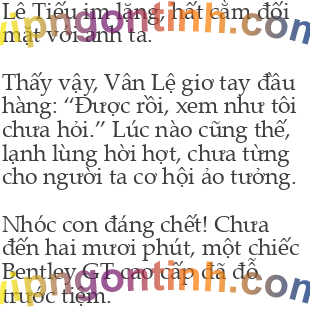 Lê Tiếu im lặng, hất cằm đối
mặt với anh ta.
Thấy vậy, Vân Lệ giơ tay đầu
hàng: “Được rồi, xem như tôi
chưa hỏi.” Lúc nào cũng thế,
lạnh lùng hời hợt, chưa từng
cho người ta cơ hội ảo tưởng.
Nhóc con đáng chết! Chưa
đến hai mươi phút, một chiếc
Bentley GT cao cấp đã đỗ
trước tiệm.